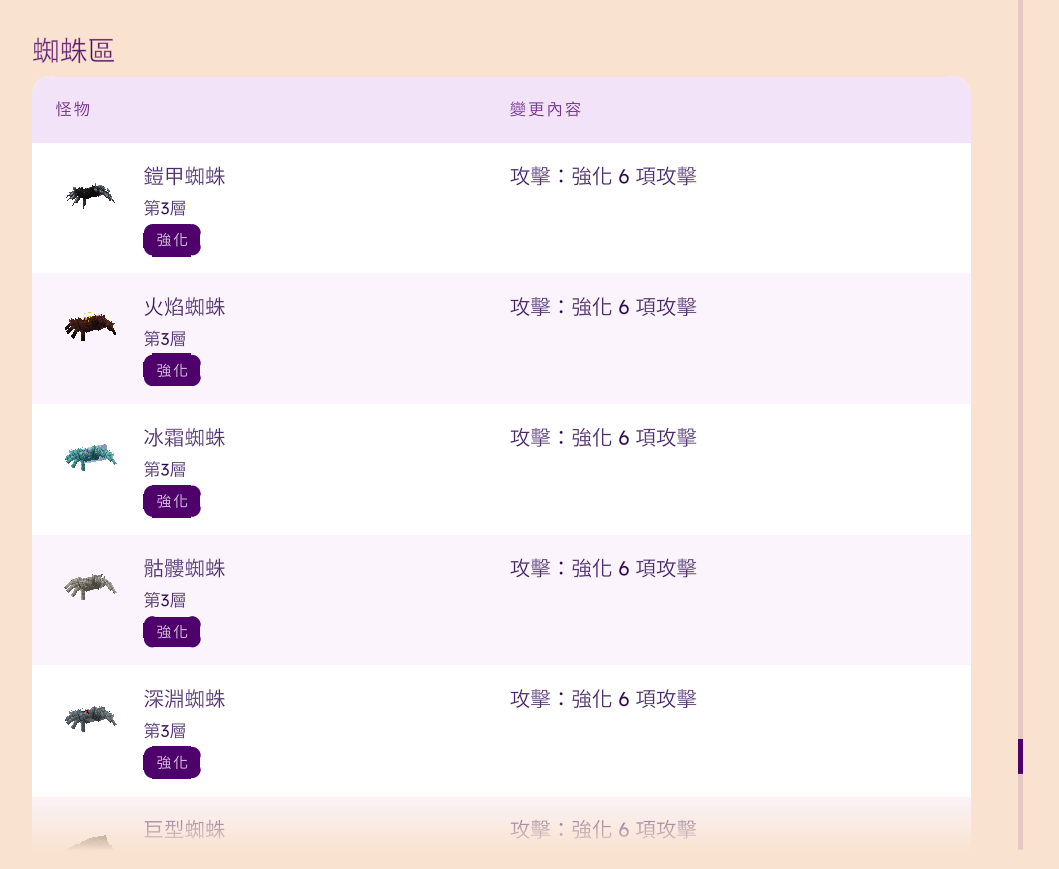 蜘蛛區
怪物 變更內容
鎧甲蜘蛛 攻擊：強化 6 項攻擊
第3層
強化
火焰蜘蛛 攻擊：強化 6 項攻擊
第3層
強化
冰霜蜘蛛 攻擊：強化 6 項攻擊
第3層
強化
骷髏蜘蛛 攻擊：強化 6 項攻擊
第3層
強化
深淵蜘蛛 攻擊：強化 6 項攻擊
第3層
強化
巨型蜘蛛 攻擊：強化 6 項攻擊